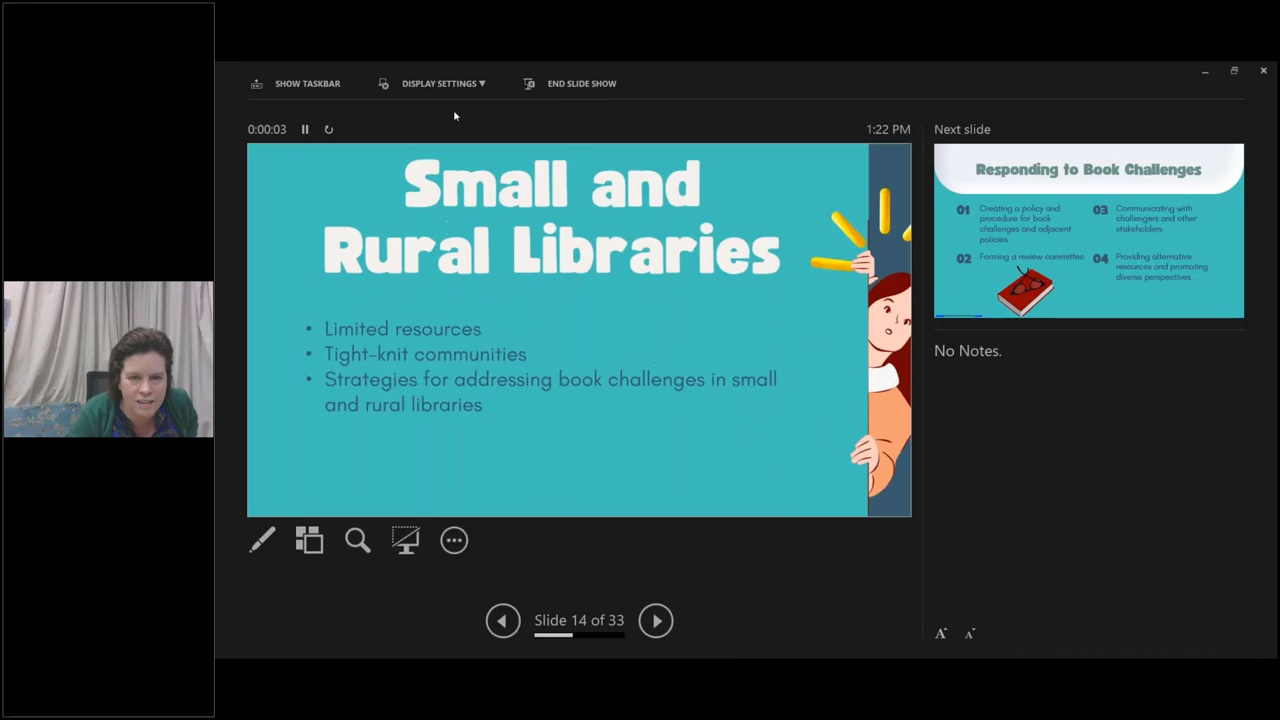 SHOW TASKBAR
DISPLAY SETTINGS ▼
END SLIDE SHOW
0:00:03
1:22 PM
Small and
Rural Libraries
• Limited resources
• Tight-knit communities
• Strategies for addressing book challenges in small
and rural libraries
Slide 14 of 33
Next slide
Responding to Book Challenges
01
Creating a policy and
procedure for book
challenges and adjacent
policies
03
Communicating with
challengers and other
stakeholders
02
Forming a review committee
04
Providing alternative
resources and promoting
diverse perspectives
No Notes.
A A